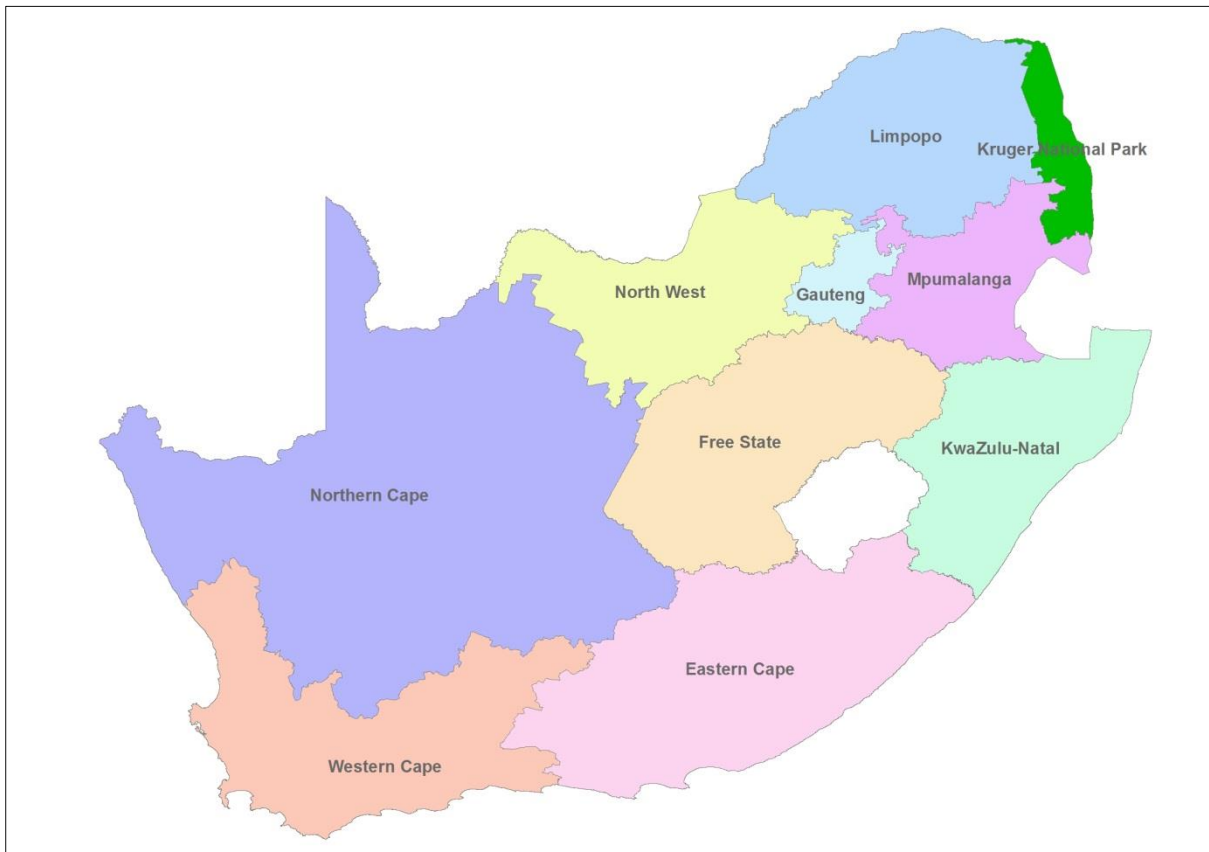 Limpopo
Kruger National Park
North West
Gauteng
Mpumalanga
Free State
KwaZulu-Natal
Northern Cape
Eastern Cape
Western Cape